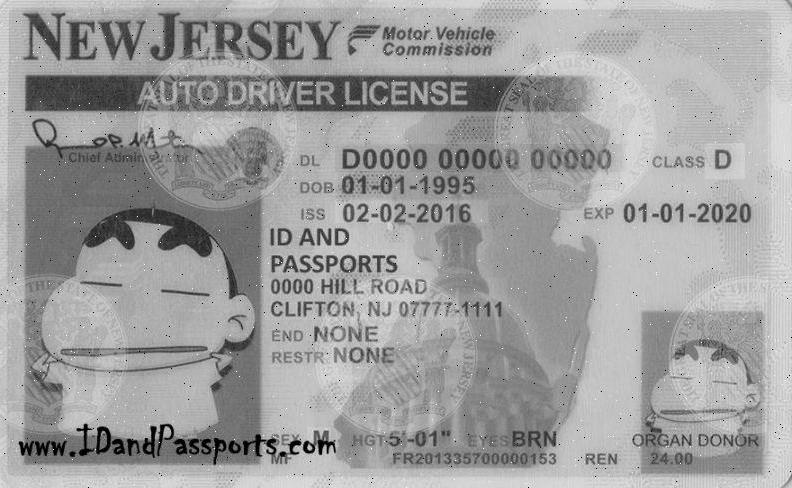 NEW JERSEY Motor Vehicle Commission
AUTO DRIVER LICENSE
Chief Administrator
DL D0000 00000 00000 CLASS D
DOB 01-01-1995
ISS 02-02-2016 EXP 01-01-2020
ID AND
PASSPORTS
0000 HILL ROAD
CLIFTON, NJ 07777-1111
END NONE
RESTR NONE
SEX M HGT 5'-01" EYES BRN ORGAN DONOR
MF FR201335700000153 REN 24.00
www.IDandPassports.com